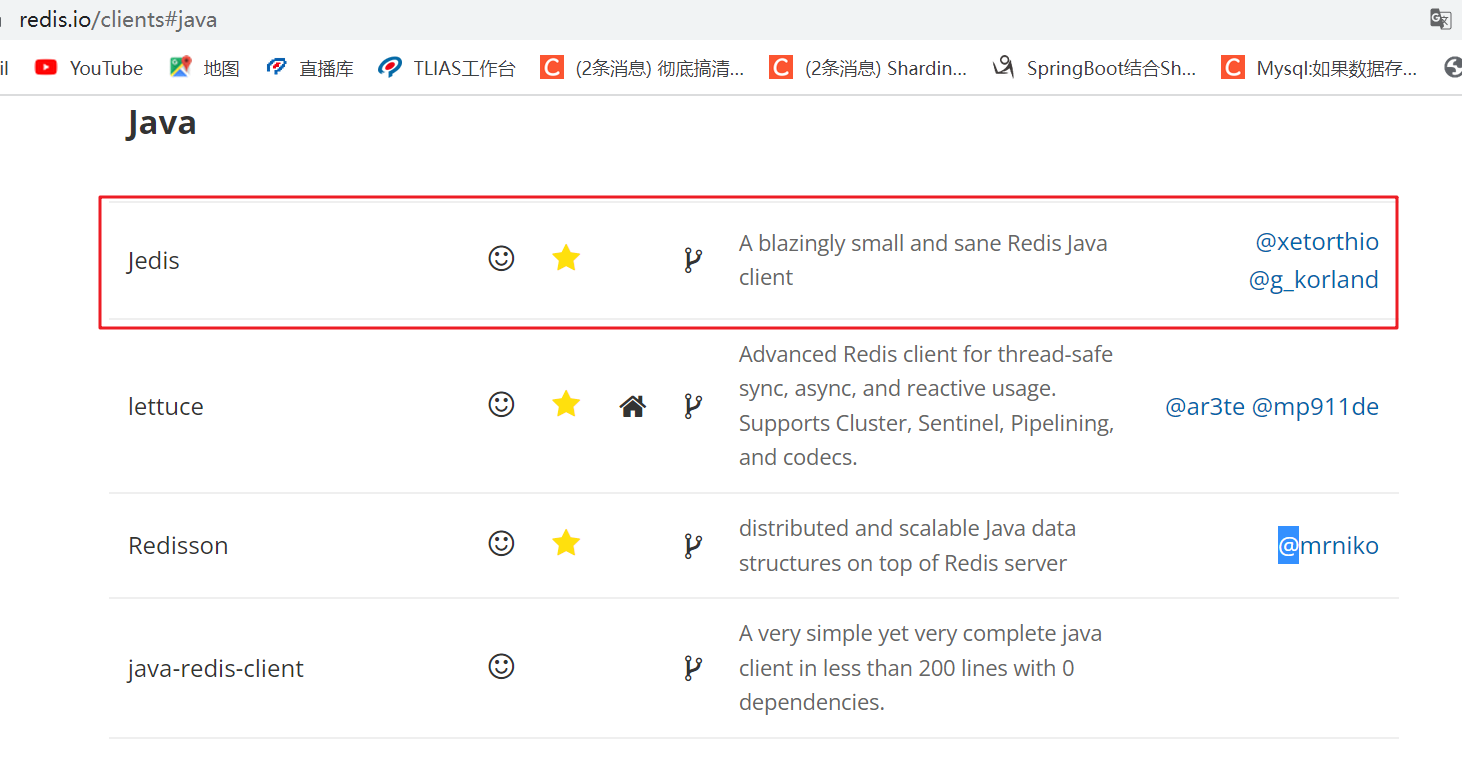 redis.io/clients#java
il YouTube 地图 直播库 TLIAS工作台 (2条消息) 彻底搞清... (2条消息) Shardin... SpringBoot结合Sh... Mysql:如果数据存...
Java
Jedis
A blazingly small and sane Redis Java
client
@xetorthio
@g_korland
lettuce
Advanced Redis client for thread-safe
sync, async, and reactive usage.
Supports Cluster, Sentinel, Pipelining,
and codecs.
@ar3te @mp911de
Redisson
distributed and scalable Java data
structures on top of Redis server
@mrniko
java-redis-client
A very simple yet very complete java
client in less than 200 lines with 0
dependencies.